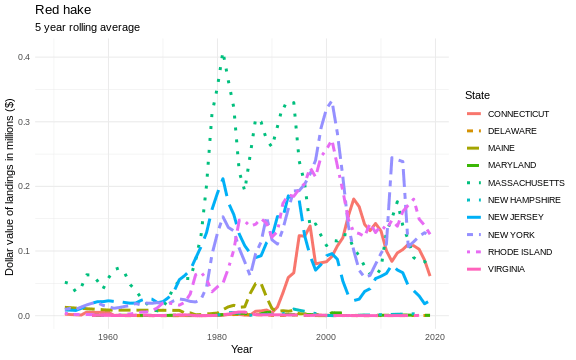 Red hake
5 year rolling average
Dollar value of landings in millions ($)
0.4
0.3
0.2
0.1
0.0
1960
1980
2000
2020
Year
State
CONNECTICUT
DELAWARE
MAINE
MARYLAND
MASSACHUSETTS
NEW HAMPSHIRE
NEW JERSEY
NEW YORK
RHODE ISLAND
VIRGINIA